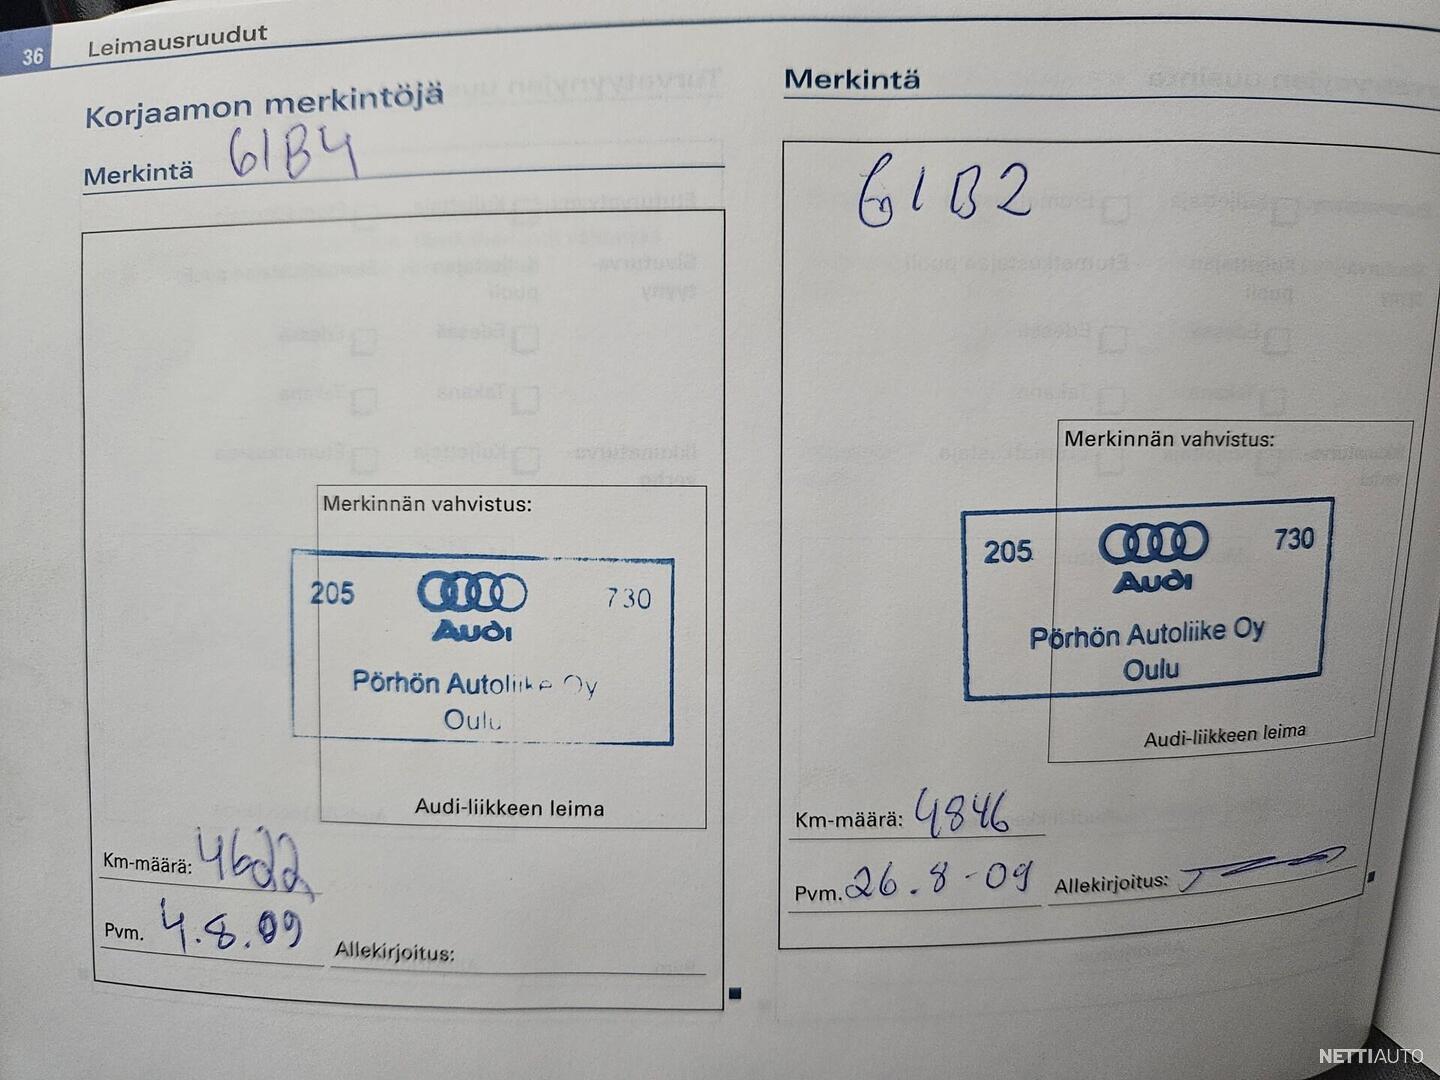 36 Leimausruudut
Korjaamon merkintöjä
Merkintä 61B4
Merkinnän vahvistus:
205 730
Audi
Pörhön Autoliike Oy
Oulu
Audi-liikkeen leima
Km-määrä: 4622
Pvm. 4.8.09 Allekirjoitus:
Merkintä
61B2
Merkinnän vahvistus:
205 730
Audi
Pörhön Autoliike Oy
Oulu
Audi-liikkeen leima
Km-määrä: 4846
Pvm. 26.8-09 Allekirjoitus:
NETTIAUTO